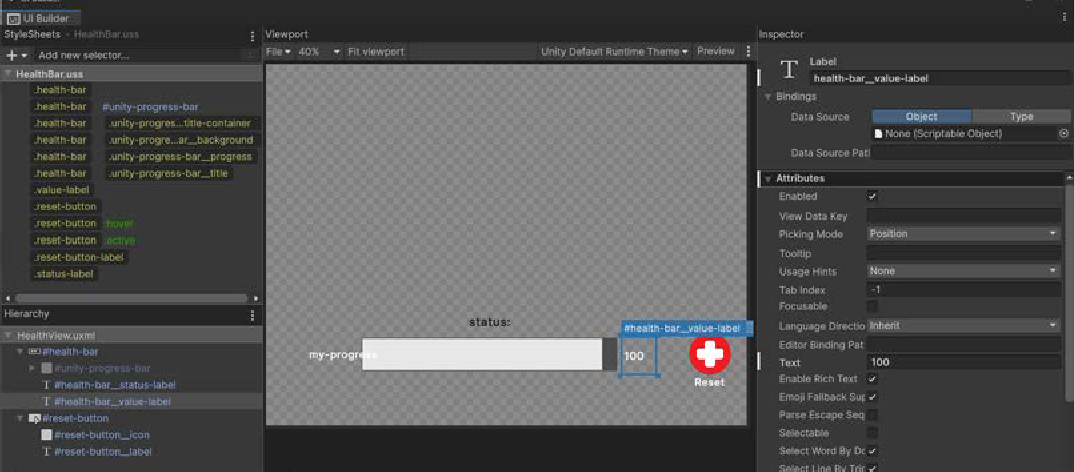 UI Builder
StyleSheets - HealthBar.uss
Add new selector...
HealthBar.uss
.health-bar
.health-bar #unity-progress-bar
.health-bar .unity-progres...title-container
.health-bar .unity-progre...ar__background
.health-bar .unity-progress-bar__progress
.health-bar .unity-progress-bar__title
.value-label
.reset-button
.reset-button :hover
.reset-button :active
.reset-button-label
.status-label
Hierarchy
HealthView.uxml
#health-bar
#unity-progress-bar
#health-bar__status-label
#health-bar__value-label
#reset-button
#reset-button__icon
#reset-button__label
Viewport
File 40% Fit viewport Unity Default Runtime Theme Preview
status:
#health-bar__value-label
my-progress
100
Reset
Inspector
Label
health-bar__value-label
Bindings
Data Source Object Type
None (Scriptable Object)
Data Source Pat
Attributes
Enabled
View Data Key
Picking Mode Position
Tooltip
Usage Hints None
Tab Index -1
Focusable
Language Directio Inherit
Editor Binding Pat
Text 100
Enable Rich Text
Emoji Fallback Sup
Parse Escape Seq
Selectable
Select Word By Do
Select Line By Trip